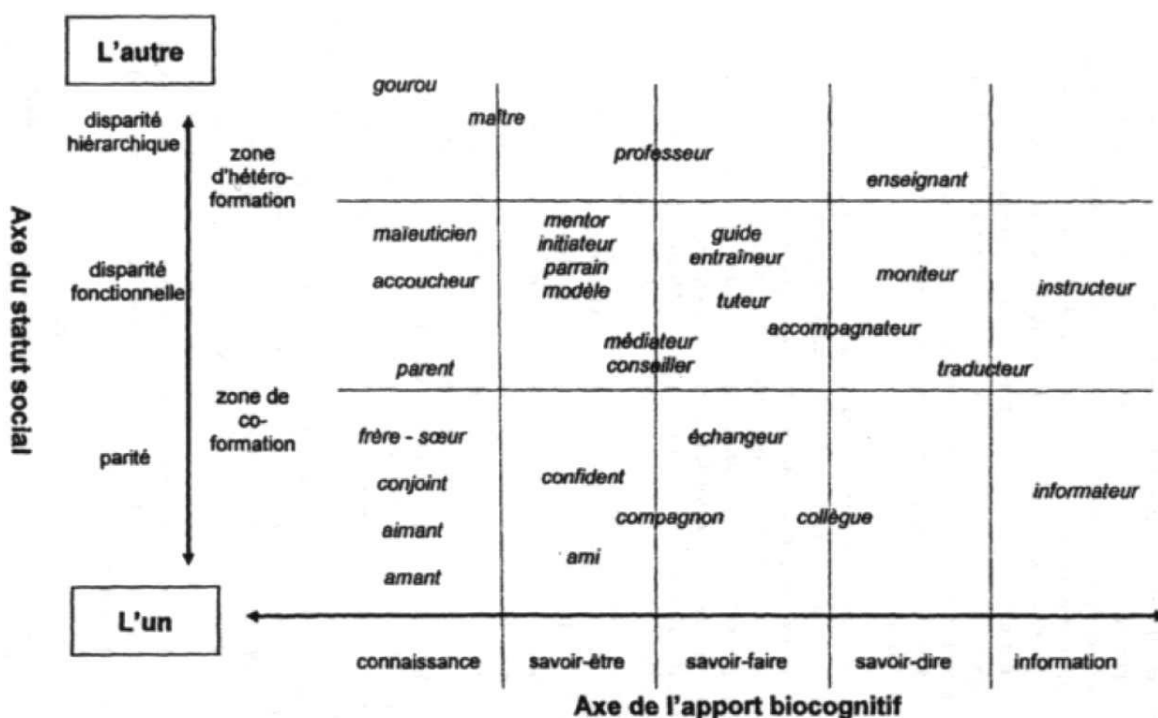 L'autre
gourou
disparité
hiérarchique
maître
zone
d'hétéro-
formation
professeur
enseignant
Axe du statut social
maïeuticien
mentor
initiateur
parrain
modèle
guide
entraîneur
disparité
fonctionnelle
accoucheur
moniteur
instructeur
tuteur
accompagnateur
médiateur
conseiller
parent
traducteur
zone de
co-
formation
parité
frère - sœur
échangeur
conjoint
confident
informateur
aimant
compagnon
collègue
ami
amant
L'un
connaissance
savoir-être
savoir-faire
savoir-dire
information
Axe de l'apport biocognitif